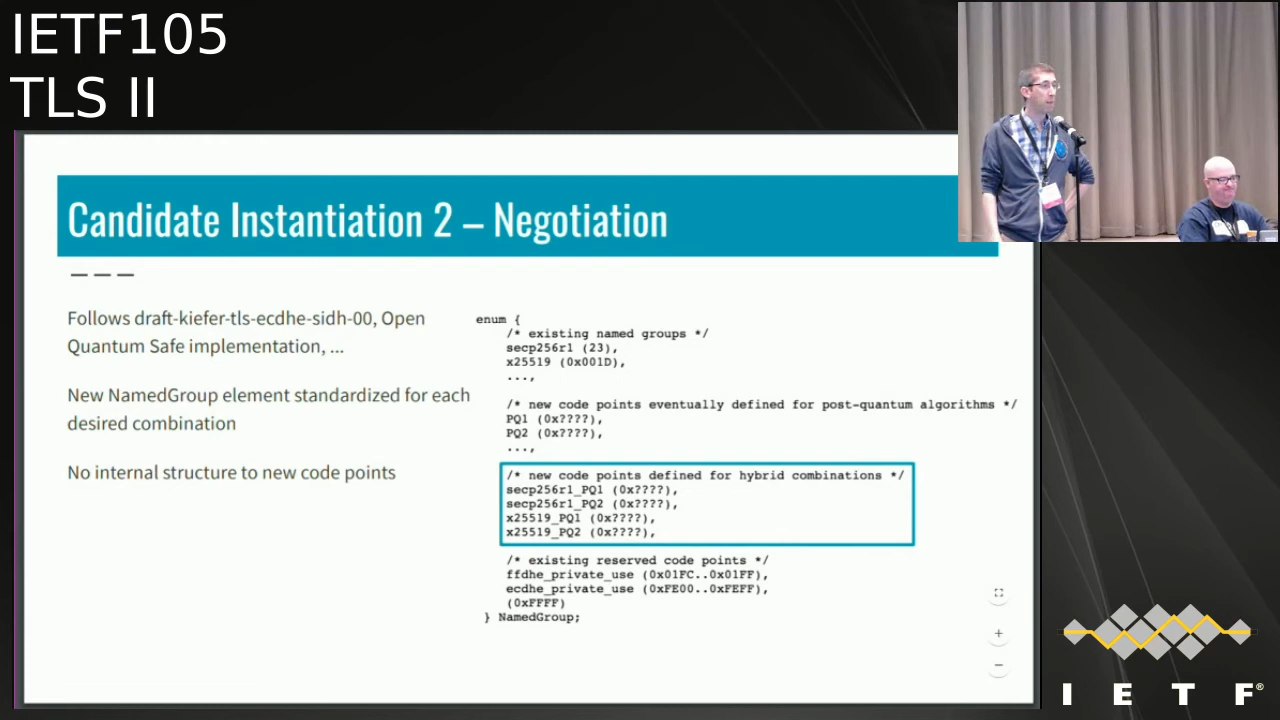 IETF105
TLS II
Candidate Instantiation 2 – Negotiation
Follows draft-kiefer-tls-ecdhe-sidh-00, Open
Quantum Safe implementation, ...
New NamedGroup element standardized for each
desired combination
No internal structure to new code points
enum {
/* existing named groups */
secp256r1 (23),
x25519 (0x001D),
...,
/* new code points eventually defined for post-quantum algorithms */
PQ1 (0x????),
PQ2 (0x????),
...,
/* new code points defined for hybrid combinations */
secp256r1_PQ1 (0x????),
secp256r1_PQ2 (0x????),
x25519_PQ1 (0x????),
x25519_PQ2 (0x????),
/* existing reserved code points */
ffdhe_private_use (0x01FC..0x01FF),
ecdhe_private_use (0xFE00..0xFEFF),
(0xFFFF)
} NamedGroup;
I E T F®